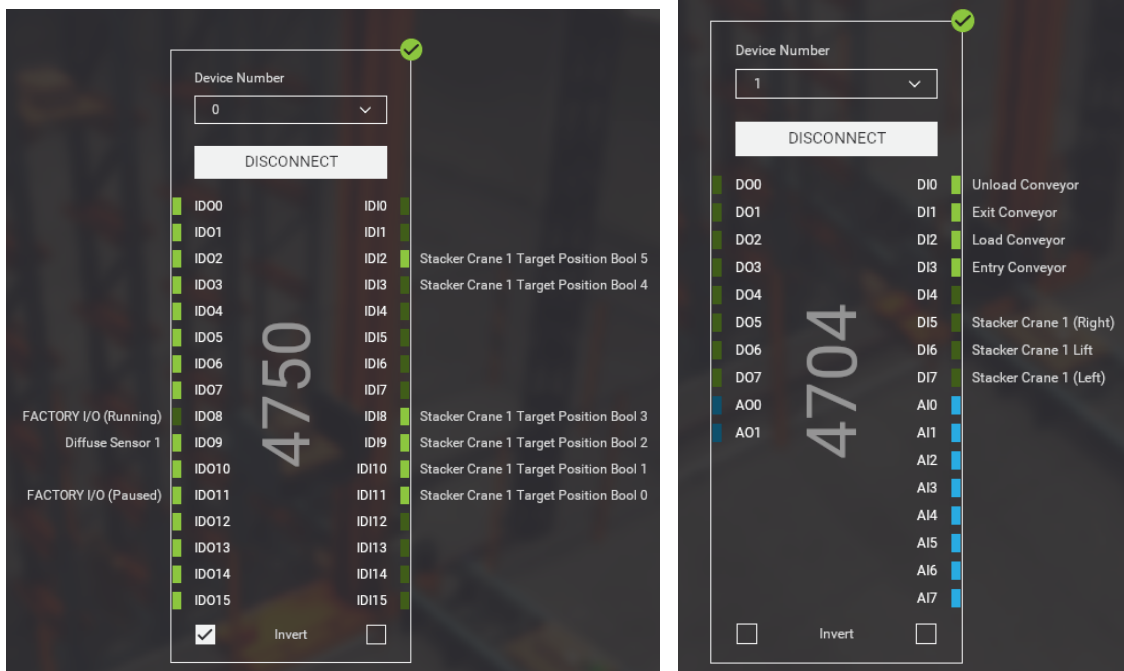 Device Number
0
DISCONNECT
IDO0 IDI0
IDO1 IDI1
IDO2 IDI2 Stacker Crane 1 Target Position Bool 5
IDO3 IDI3 Stacker Crane 1 Target Position Bool 4
IDO4 IDI4
IDO5 IDI5
IDO6 IDI6
IDO7 IDI7
FACTORY I/O (Running) IDO8 IDI8 Stacker Crane 1 Target Position Bool 3
Diffuse Sensor 1 IDO9 IDI9 Stacker Crane 1 Target Position Bool 2
IDO10 IDI10 Stacker Crane 1 Target Position Bool 1
FACTORY I/O (Paused) IDO11 IDI11 Stacker Crane 1 Target Position Bool 0
IDO12 IDI12
IDO13 IDI13
IDO14 IDI14
IDO15 IDI15
4750
Invert
Device Number
1
DISCONNECT
DO0 DI0 Unload Conveyor
DO1 DI1 Exit Conveyor
DO2 DI2 Load Conveyor
DO3 DI3 Entry Conveyor
DO4 DI4
DO5 DI5 Stacker Crane 1 (Right)
DO6 DI6 Stacker Crane 1 Lift
DO7 DI7 Stacker Crane 1 (Left)
AO0 AI0
AO1 AI1
AI2
AI3
AI4
AI5
AI6
AI7
4704
Invert